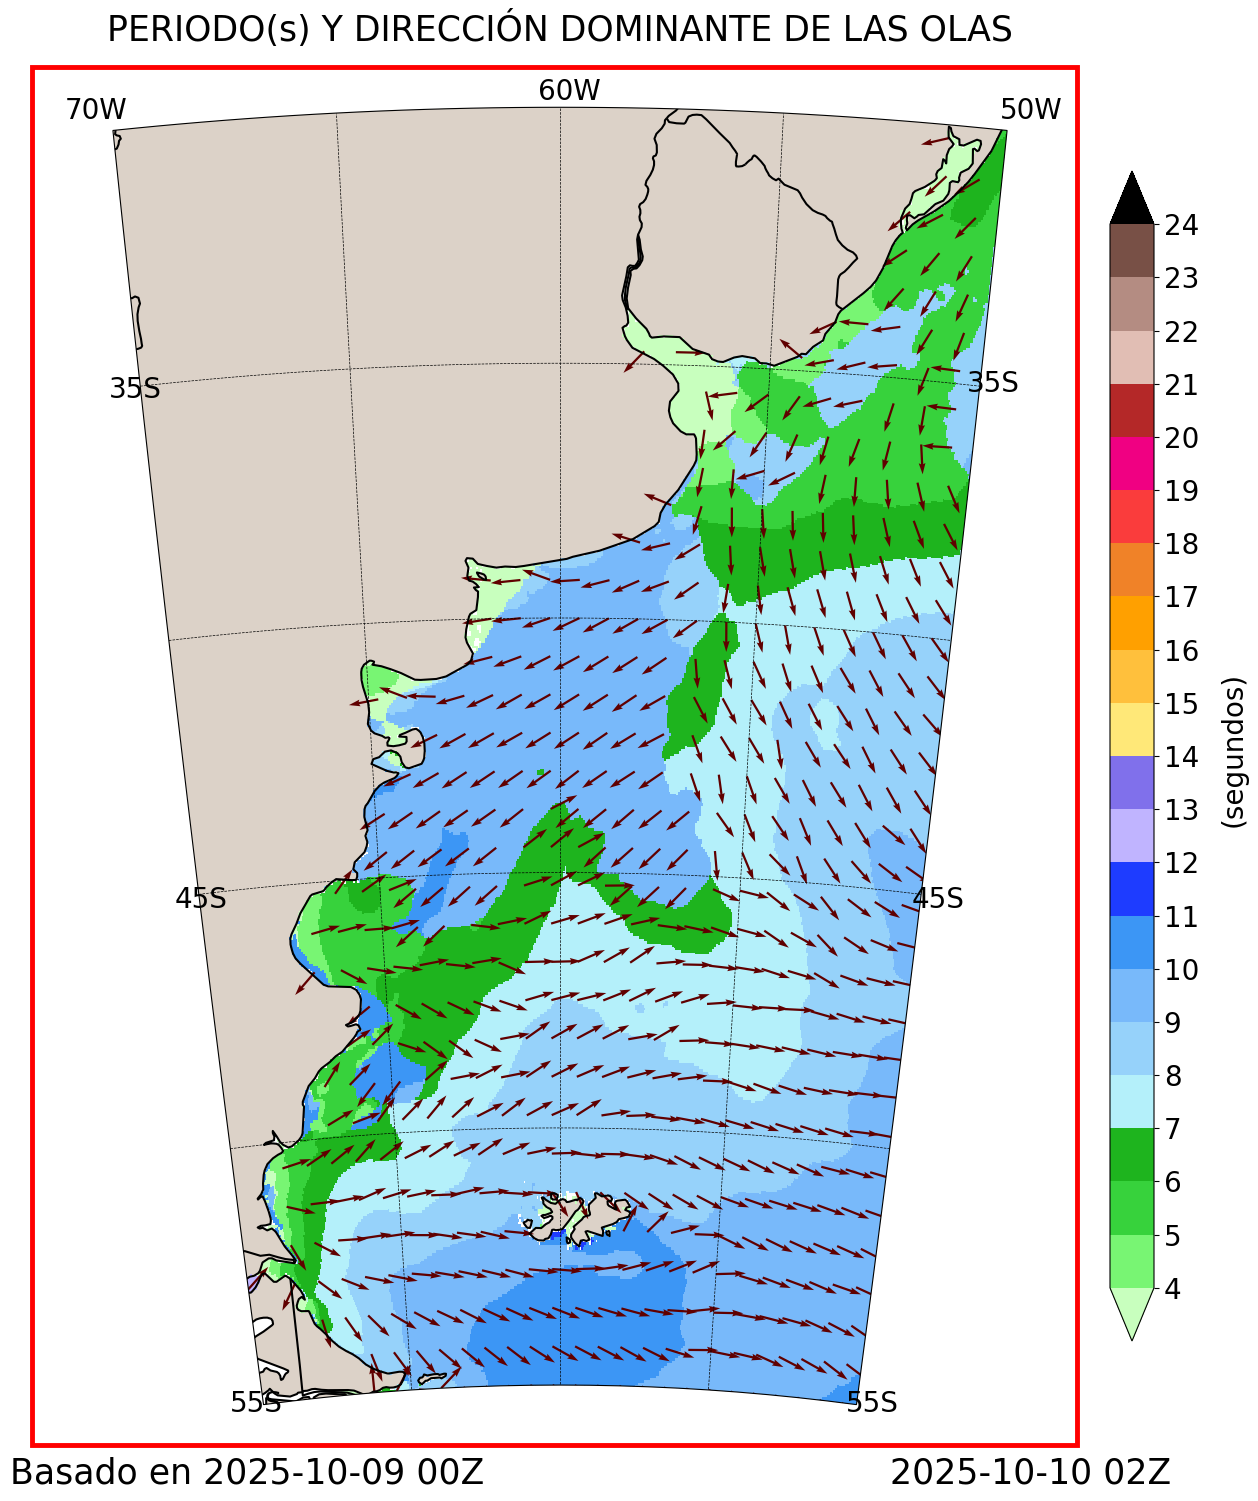 PERIODO(s) Y DIRECCIÓN DOMINANTE DE LAS OLAS
70W
60W
50W
35S
35S
45S
45S
55S
55S
24
23
22
21
20
19
18
17
16
15
14
13
12
11
10
9
8
7
6
5
4
(segundos)
Basado en 2025-10-09 00Z
2025-10-10 02Z